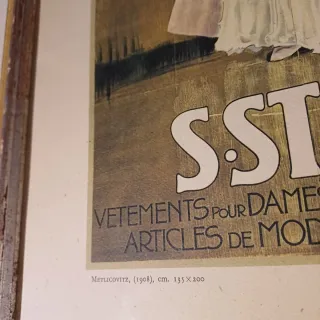 S·ST
VETEMENTS POUR DAMES
ARTICLES DE MOD
METLICOVITZ, (1908), cm. 135 × 200